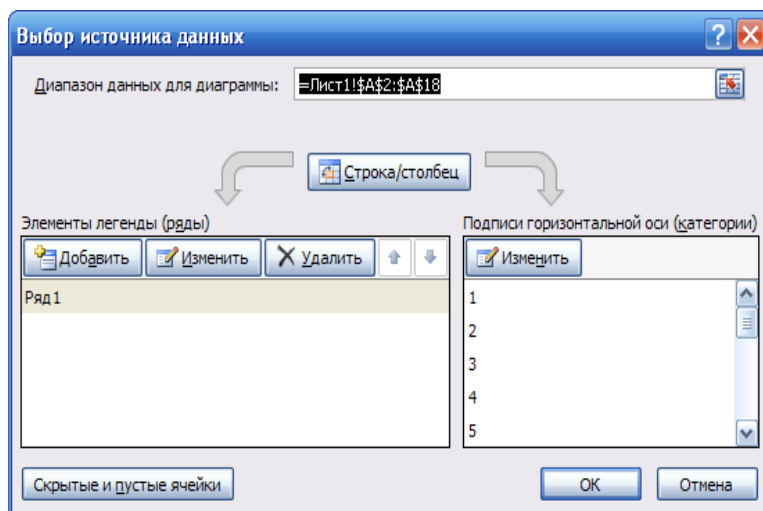 Выбор источника данных
Диапазон данных для диаграммы: =Лист1!$A$2:$A$18
Строка/столбец
Элементы легенды (ряды)
Добавить Изменить Удалить
Ряд1
Подписи горизонтальной оси (категории)
Изменить
1
2
3
4
5
Скрытые и пустые ячейки
ОК Отмена